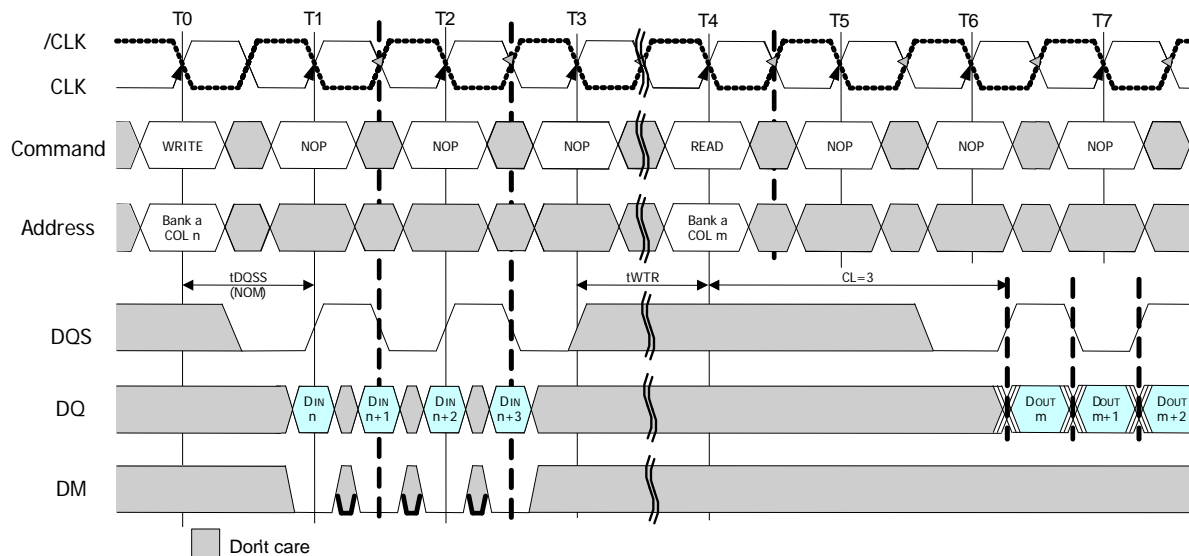 T0 T1 T2 T3 T4 T5 T6 T7
/CLK
CLK
Command WRITE NOP NOP NOP READ NOP NOP NOP
Address Bank a COL n Bank a COL m
tDQSS (NOM) tWTR CL=3
DQS
DQ DIN n DIN n+1 DIN n+2 DIN n+3 DOUT m DOUT m+1 DOUT m+2
DM
Don't care